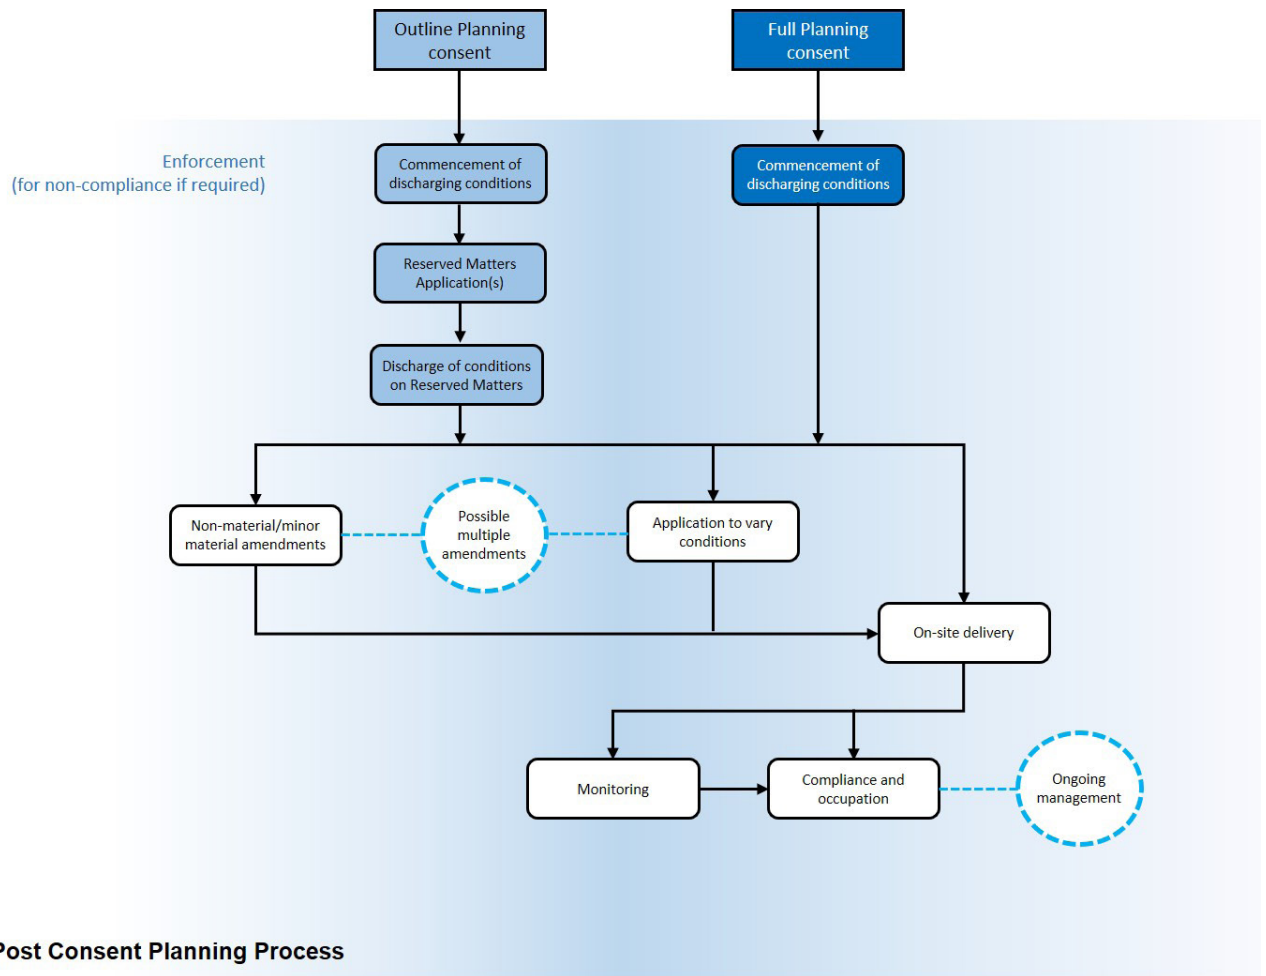 Outline Planning
consent
Full Planning
consent
Enforcement
(for non-compliance if required)
Commencement of
discharging conditions
Commencement of
discharging conditions
Reserved Matters
Application(s)
Discharge of conditions
on Reserved Matters
Non-material/minor
material amendments
Possible
multiple
amendments
Application to vary
conditions
On-site delivery
Monitoring
Compliance and
occupation
Ongoing
management
Post Consent Planning Process